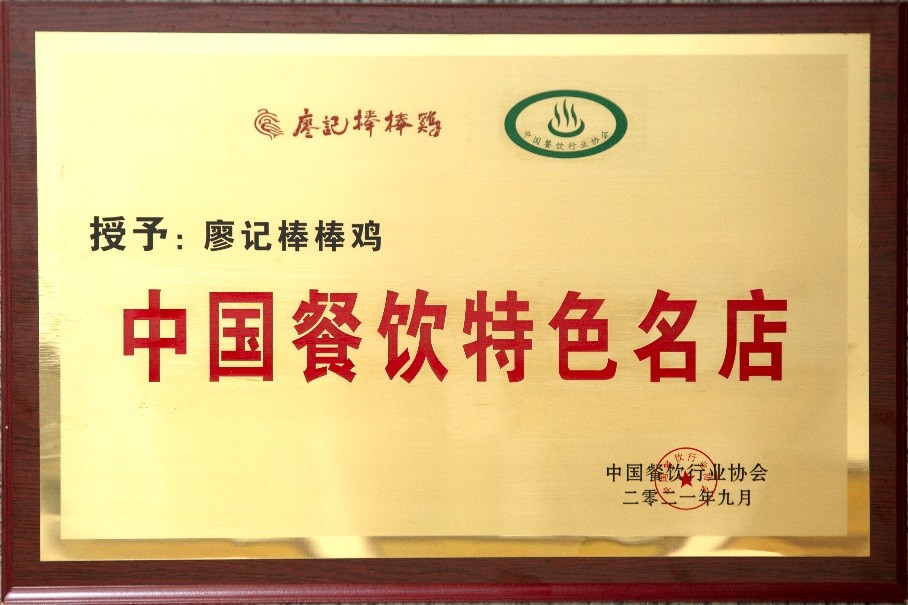 廖记棒棒鸡
中国餐饮行业协会
授予：廖记棒棒鸡
中国餐饮特色名店
中国餐饮行业协会
二零二一年九月